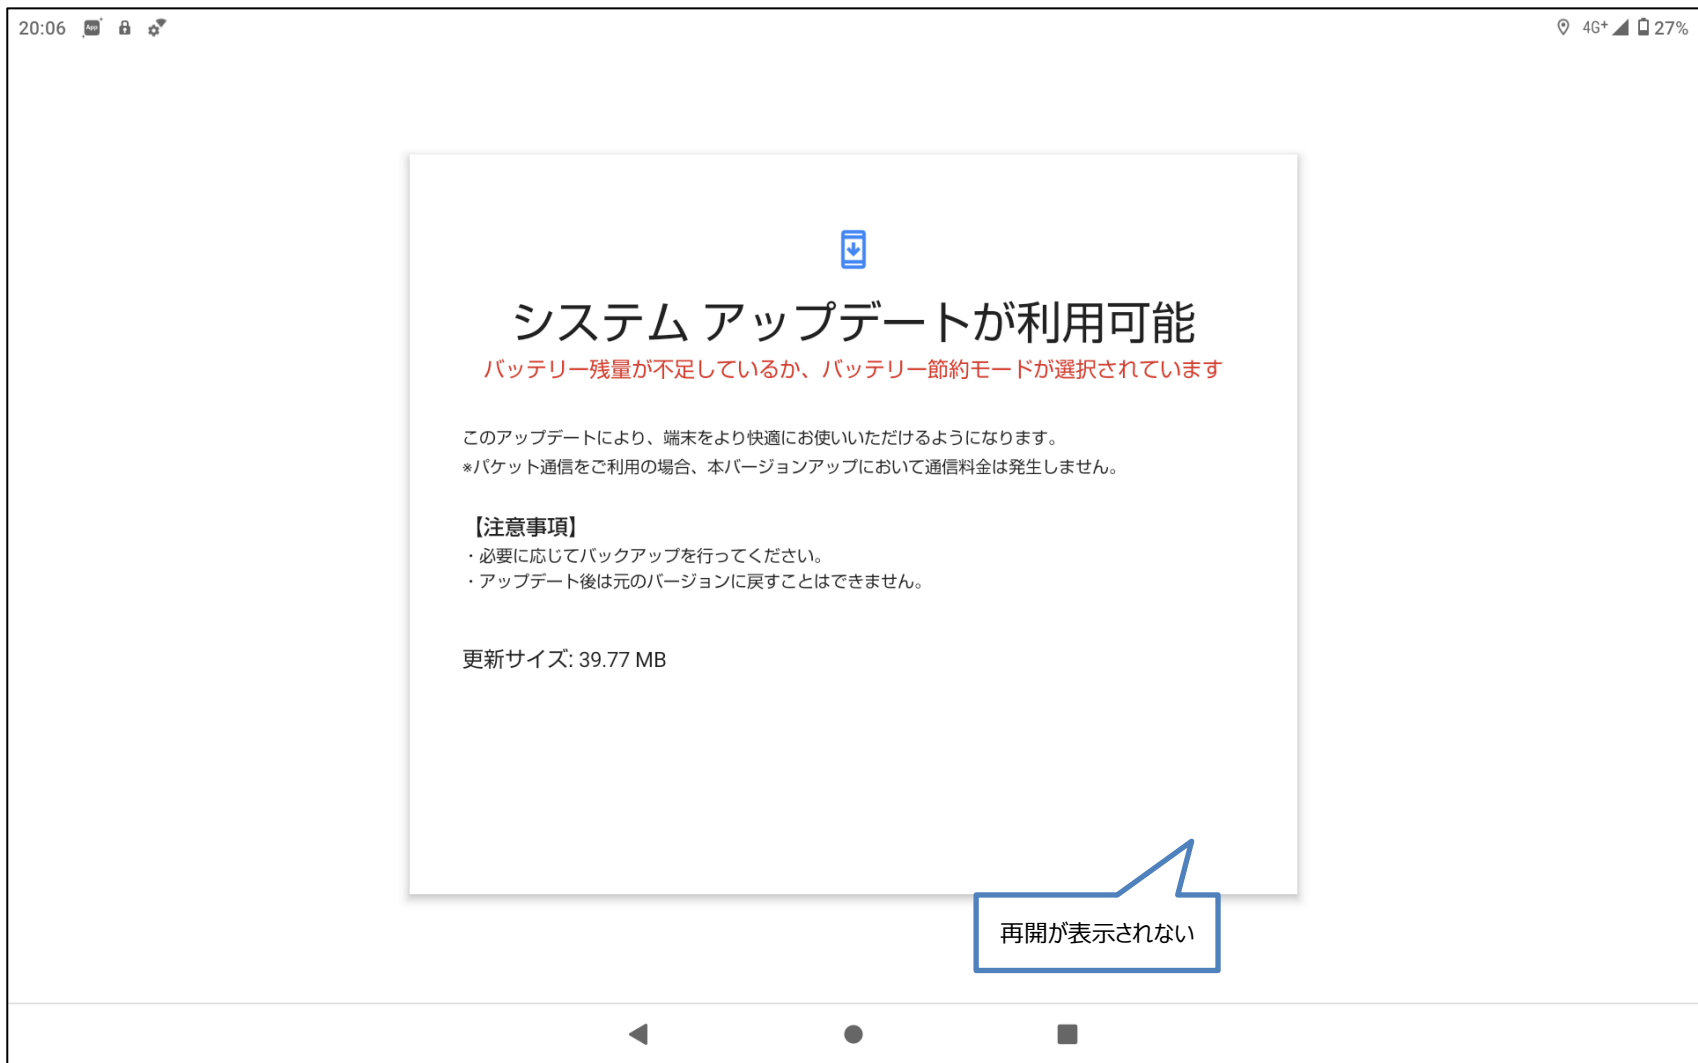 20:06
4G+ 27%
システム アップデートが利用可能
バッテリー残量が不足しているか、バッテリー節約モードが選択されています
このアップデートにより、端末をより快適にお使いいただけるようになります。
※パケット通信をご利用の場合、本バージョンアップにおいて通信料金は発生しません。
【注意事項】
・必要に応じてバックアップを行ってください。
・アップデート後は元のバージョンに戻すことはできません。
更新サイズ: 39.77 MB
再開が表示されない